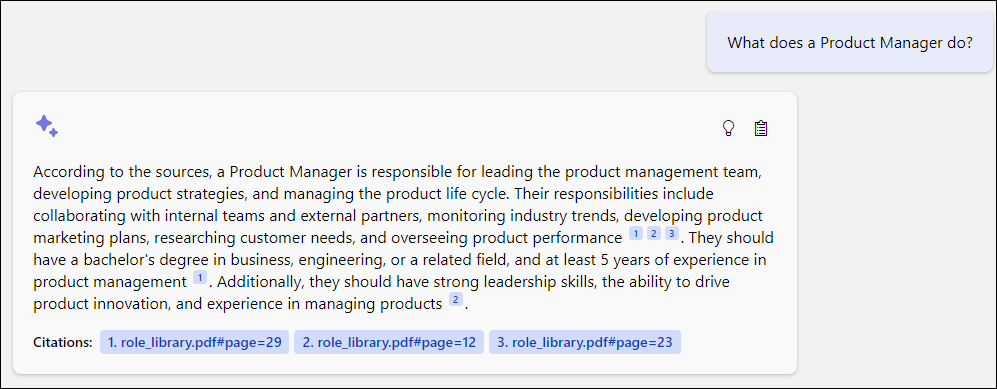 What does a Product Manager do?
According to the sources, a Product Manager is responsible for leading the product management team,
developing product strategies, and managing the product life cycle. Their responsibilities include
collaborating with internal teams and external partners, monitoring industry trends, developing product
marketing plans, researching customer needs, and overseeing product performance 1 2 3 . They should
have a bachelor's degree in business, engineering, or a related field, and at least 5 years of experience in
product management 1 . Additionally, they should have strong leadership skills, the ability to drive
product innovation, and experience in managing products 2 .
Citations: 1. role_library.pdf#page=29 2. role_library.pdf#page=12 3. role_library.pdf#page=23